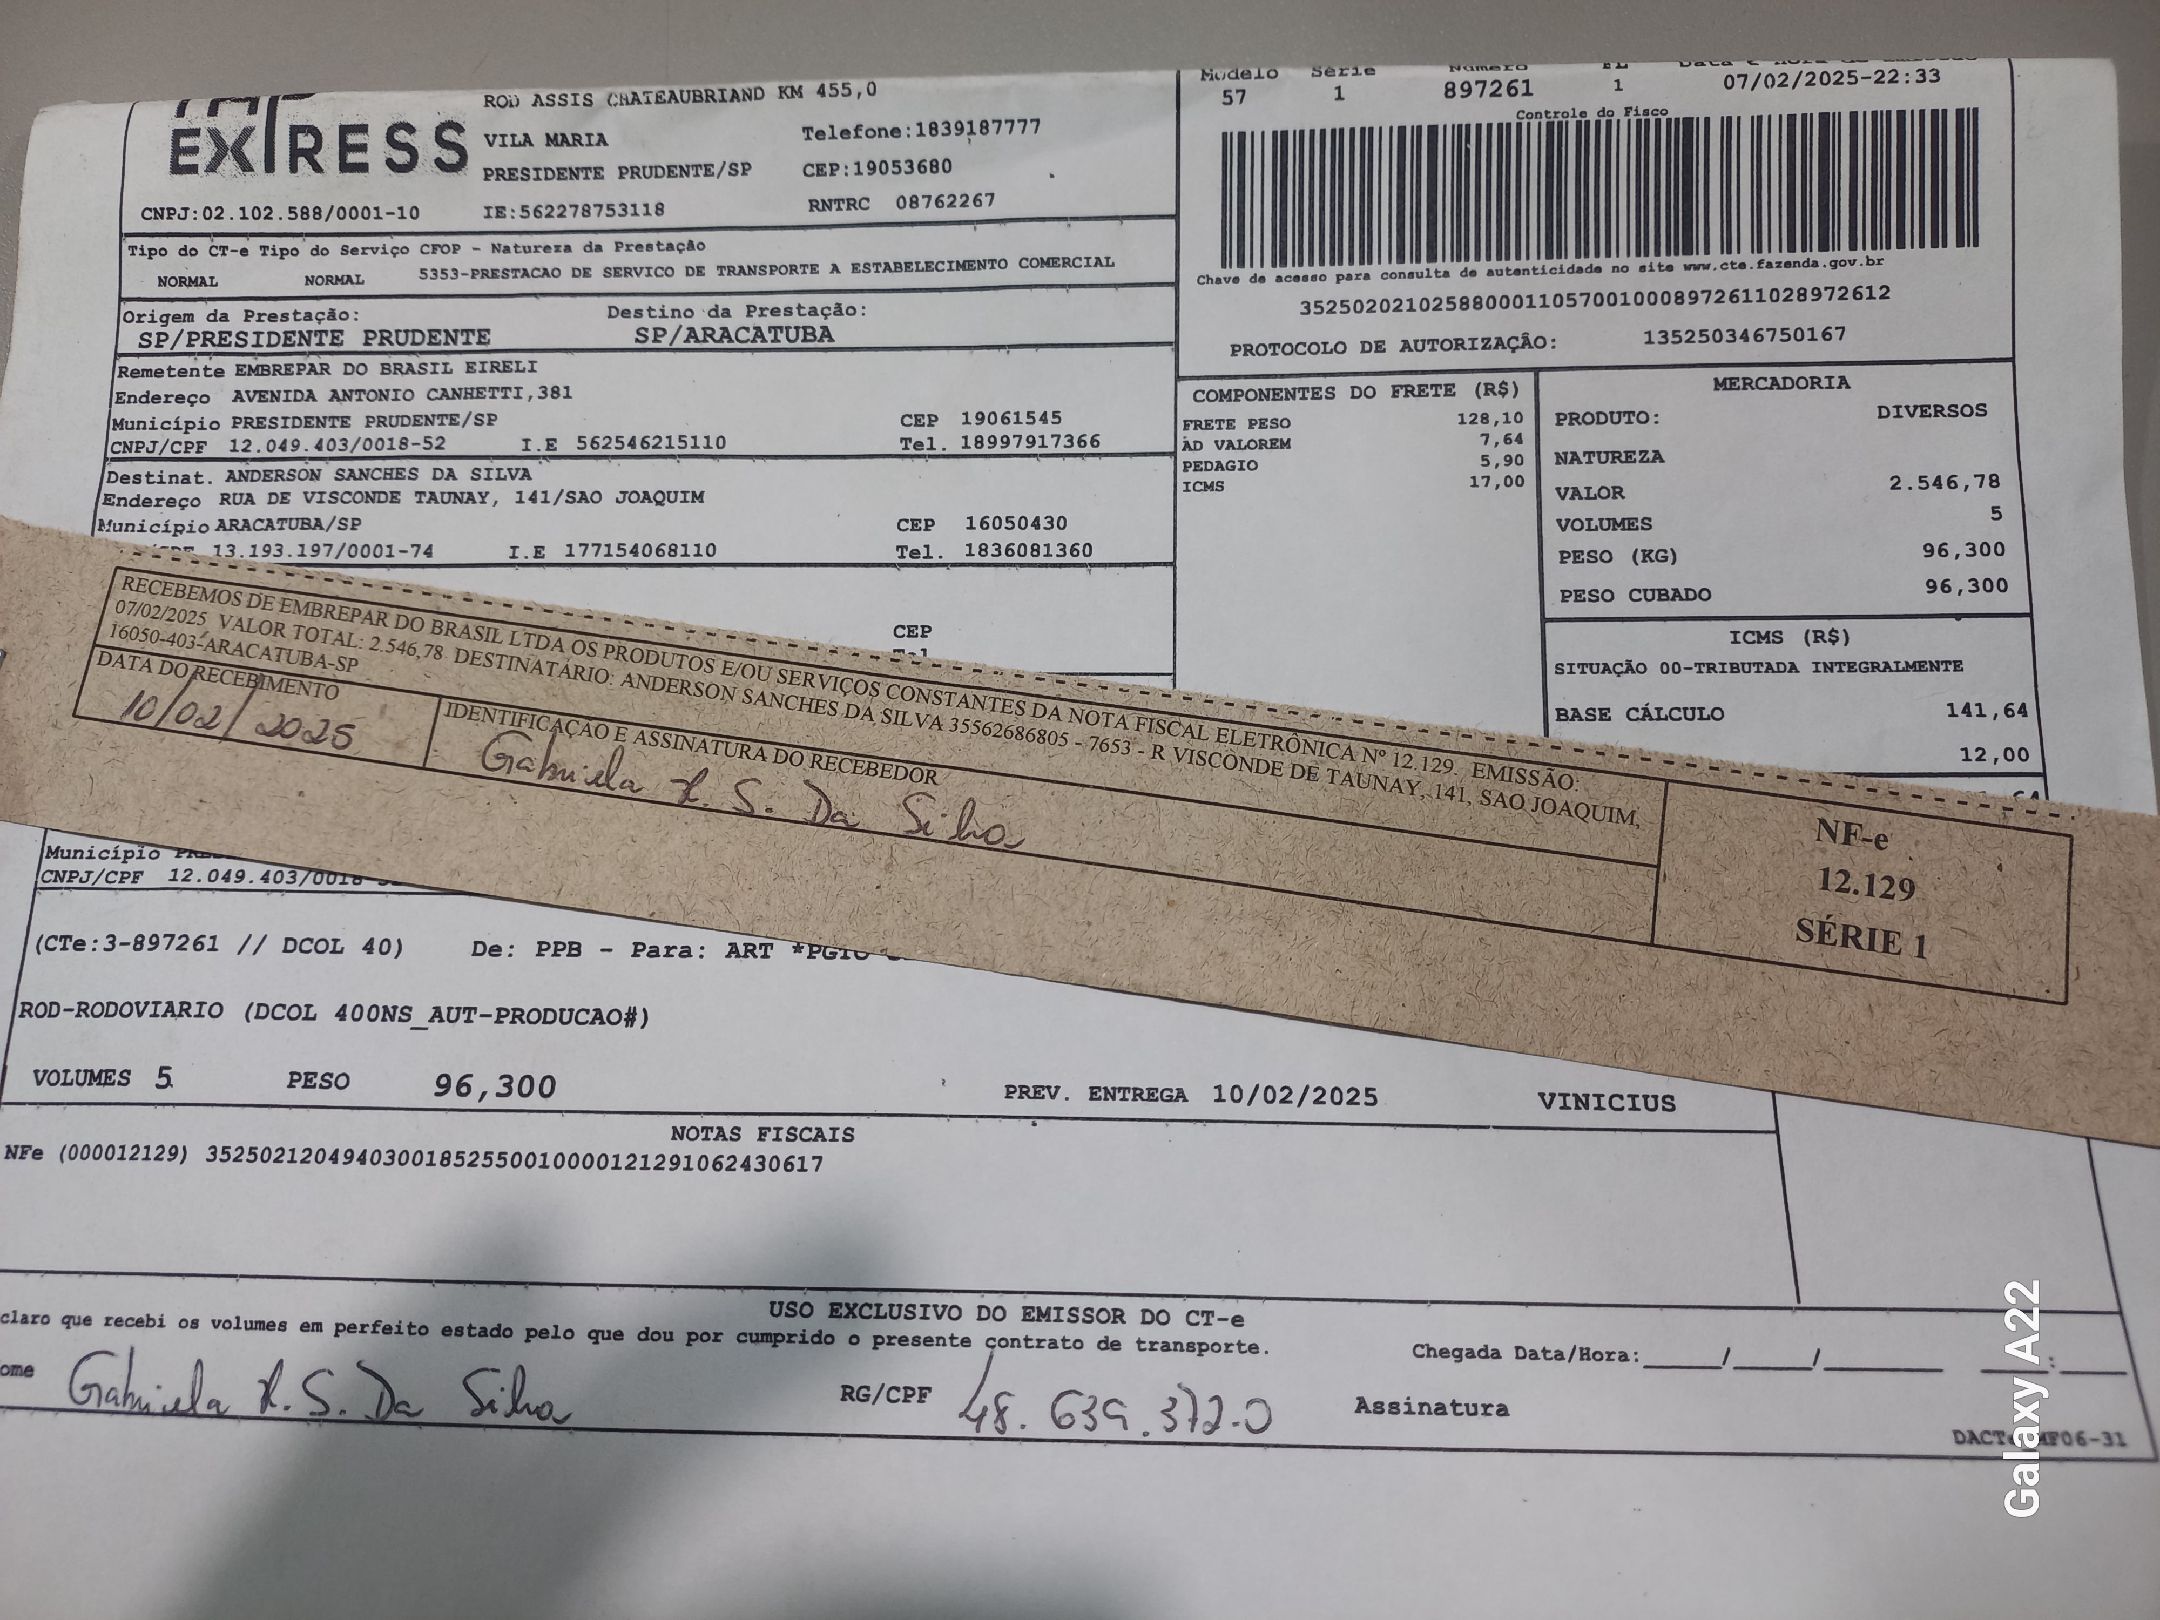 EXPRESS
ROD ASSIS CHATEAUBRIAND KM 455,0
VILA MARIA Telefone:1839187777
PRESIDENTE PRUDENTE/SP CEP:19053680
CNPJ:02.102.588/0001-10 IE:562278753118 RNTRC 08762267
Modelo Série Número FL Data e Hora de Emissão
57 1 897261 1 07/02/2025-22:33
Controle do Fisco
Chave de acesso para consulta de autenticidade no site www.cte.fazenda.gov.br
35250202102588000110570010008972611028972612
PROTOCOLO DE AUTORIZAÇÃO: 135250346750167
Tipo do CT-e Tipo do Serviço CFOP - Natureza da Prestação
NORMAL NORMAL 5353-PRESTACAO DE SERVICO DE TRANSPORTE A ESTABELECIMENTO COMERCIAL
Origem da Prestação: Destino da Prestação:
SP/PRESIDENTE PRUDENTE SP/ARACATUBA
Remetente EMBREPAR DO BRASIL EIRELI
Endereço AVENIDA ANTONIO CANHETTI,381
Município PRESIDENTE PRUDENTE/SP CEP 19061545
CNPJ/CPF 12.049.403/0018-52 I.E 562546215110 Tel. 18997917366
Destinat. ANDERSON SANCHES DA SILVA
Endereço RUA DE VISCONDE TAUNAY, 141/SAO JOAQUIM
Município ARACATUBA/SP CEP 16050430
13.193.197/0001-74 I.E 177154068110 Tel. 1836081360
CEP
Tel
COMPONENTES DO FRETE (R$)
FRETE PESO 128,10
AD VALOREM 7,64
PEDAGIO 5,90
ICMS 17,00
MERCADORIA
PRODUTO: DIVERSOS
NATUREZA
VALOR 2.546,78
VOLUMES 5
PESO (KG) 96,300
PESO CUBADO 96,300
ICMS (R$)
SITUAÇÃO 00-TRIBUTADA INTEGRALMENTE
BASE CÁLCULO 141,64
12,00
RECEBEMOS DE EMBREPAR DO BRASIL LTDA OS PRODUTOS E/OU SERVIÇOS CONSTANTES DA NOTA FISCAL ELETRÔNICA Nº 12.129. EMISSÃO:
07/02/2025 VALOR TOTAL: 2.546,78 DESTINATÁRIO: ANDERSON SANCHES DA SILVA 35562686805 - 7653 - R VISCONDE DE TAUNAY, 141, SAO JOAQUIM,
16050-403-ARACATUBA-SP
DATA DO RECEBIMENTO
10/02/2025
IDENTIFICAÇÃO E ASSINATURA DO RECEBEDOR
Gabriela R. S. Da Silva
NF-e
12.129
SÉRIE 1
Município
CNPJ/CPF 12.049.403/0018-
(CTe:3-897261 // DCOL 40) De: PPB - Para: ART *PGTO
ROD-RODOVIARIO (DCOL 400NS_AUT-PRODUCAO#)
VOLUMES 5 PESO 96,300 PREV. ENTREGA 10/02/2025 VINICIUS
NOTAS FISCAIS
NFe (000012129) 35250212049403001852550010000121291062430617
USO EXCLUSIVO DO EMISSOR DO CT-e
claro que recebi os volumes em perfeito estado pelo que dou por cumprido o presente contrato de transporte.
Chegada Data/Hora:_____/_____/_______ ____:____
ome Gabriela R. S. Da Silva RG/CPF 48.639.372-0 Assinatura
MF06-31
Galaxy A22